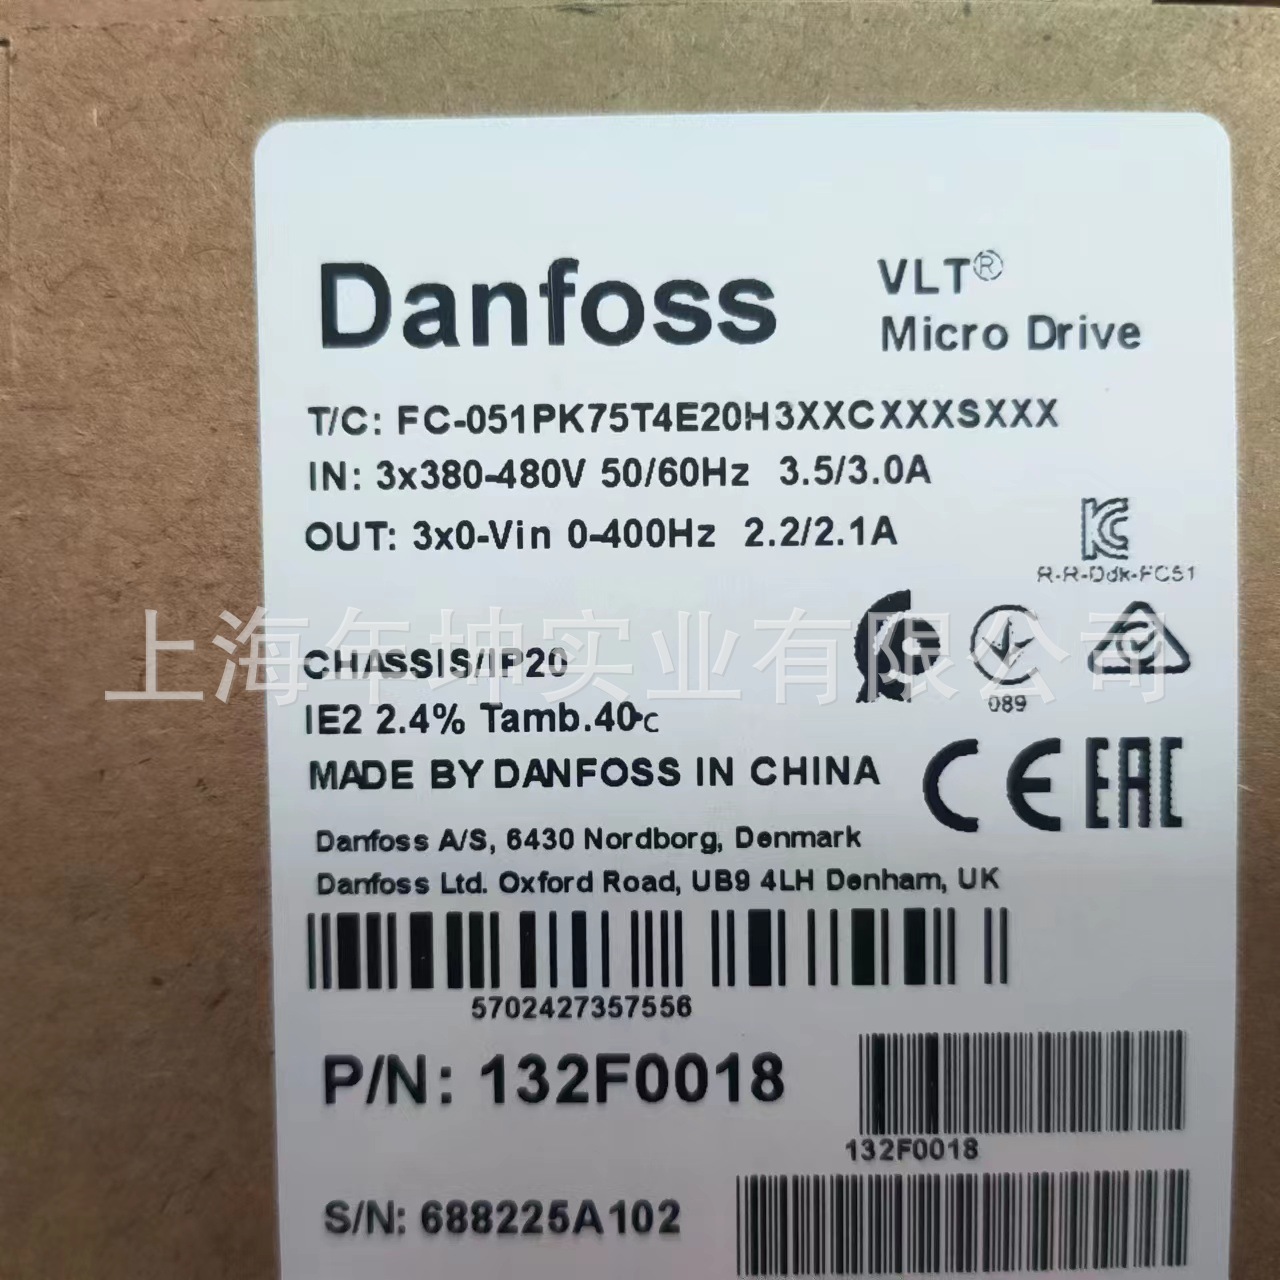 Danfoss
VLT®
Micro Drive
T/C: FC-051PK75T4E20H3XXCXXXSXXX
IN: 3x380-480V 50/60Hz 3.5/3.0A
OUT: 3x0-Vin 0-400Hz 2.2/2.1A
R-R-Ddk-FC51
上海午坤实业有限公司
CHASSIS/IP20
089
IE2 2.4% Tamb.40°C
MADE BY DANFOSS IN CHINA
CE EAC
Danfoss A/S, 6430 Nordborg, Denmark
Danfoss Ltd. Oxford Road, UB9 4LH Denham, UK
5702427357556
P/N: 132F0018
132F0018
S/N: 688225A102